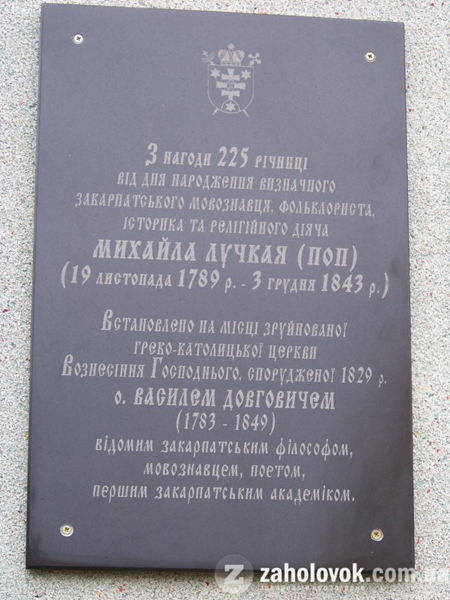 З нагоди 225 річниці
від дня народження визначного
закарпатського мовознавця, фольклориста,
історика та релігійного діяча
МИХАЙЛА ЛУЧКАЯ (ПОП)
(19 листопада 1789 р. - 3 грудня 1843 р.)
Встановлено на місці зруйнованої
греко-католицької церкви
Вознесіння Господнього, спорудженої 1829 р.
о. ВАСИЛЕМ ДОВГОВИЧЕМ
(1783 - 1849)
відомим закарпатським філософом,
мовознавцем, поетом,
першим закарпатським академіком.
zaholovok.com.ua